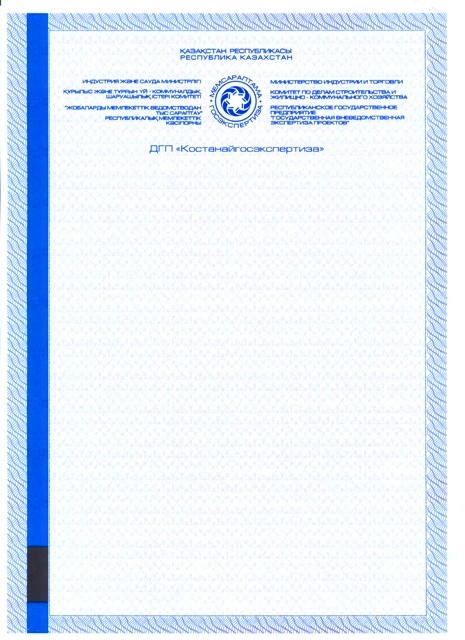 ҚАЗАҚСТАН РЕСПУБЛИКАСЫ
РЕСПУБЛИКА КАЗАХСТАН
ИНДУСТРИЯ ЖӘНЕ САУДА МИНИСТРЛІГІ
ҚҰРЫЛЫС ЖӘНЕ ТҰРҒЫН ҮЙ - КОММУНАЛДЫҚ
ШАРУАШЫЛЫҚ ІСТЕРІ КОМИТЕТІ
"ЖОБАЛАРДЫ МЕМЛЕКЕТТІК ВЕДОМСТВОДАН
ТЫС САРАПТАУ"
РЕСПУБЛИКАЛЫҚ МЕМЛЕКЕТТІК
КӘСІПОРНЫ
МЕМСАРАПТАМА
ГОСЭКСПЕРТИЗА
МИНИСТЕРСТВО ИНДУСТРИИ И ТОРГОВЛИ
КОМИТЕТ ПО ДЕЛАМ СТРОИТЕЛЬСТВА И
ЖИЛИЩНО - КОММУНАЛЬНОГО ХОЗЯЙСТВА
РЕСПУБЛИКАНСКОЕ ГОСУДАРСТВЕННОЕ
ПРЕДПРИЯТИЕ
"ГОСУДАРСТВЕННАЯ ВНЕВЕДОМСТВЕННАЯ
ЭКСПЕРТИЗА ПРОЕКТОВ"
ДГП «Костанайгосэкспертиза»